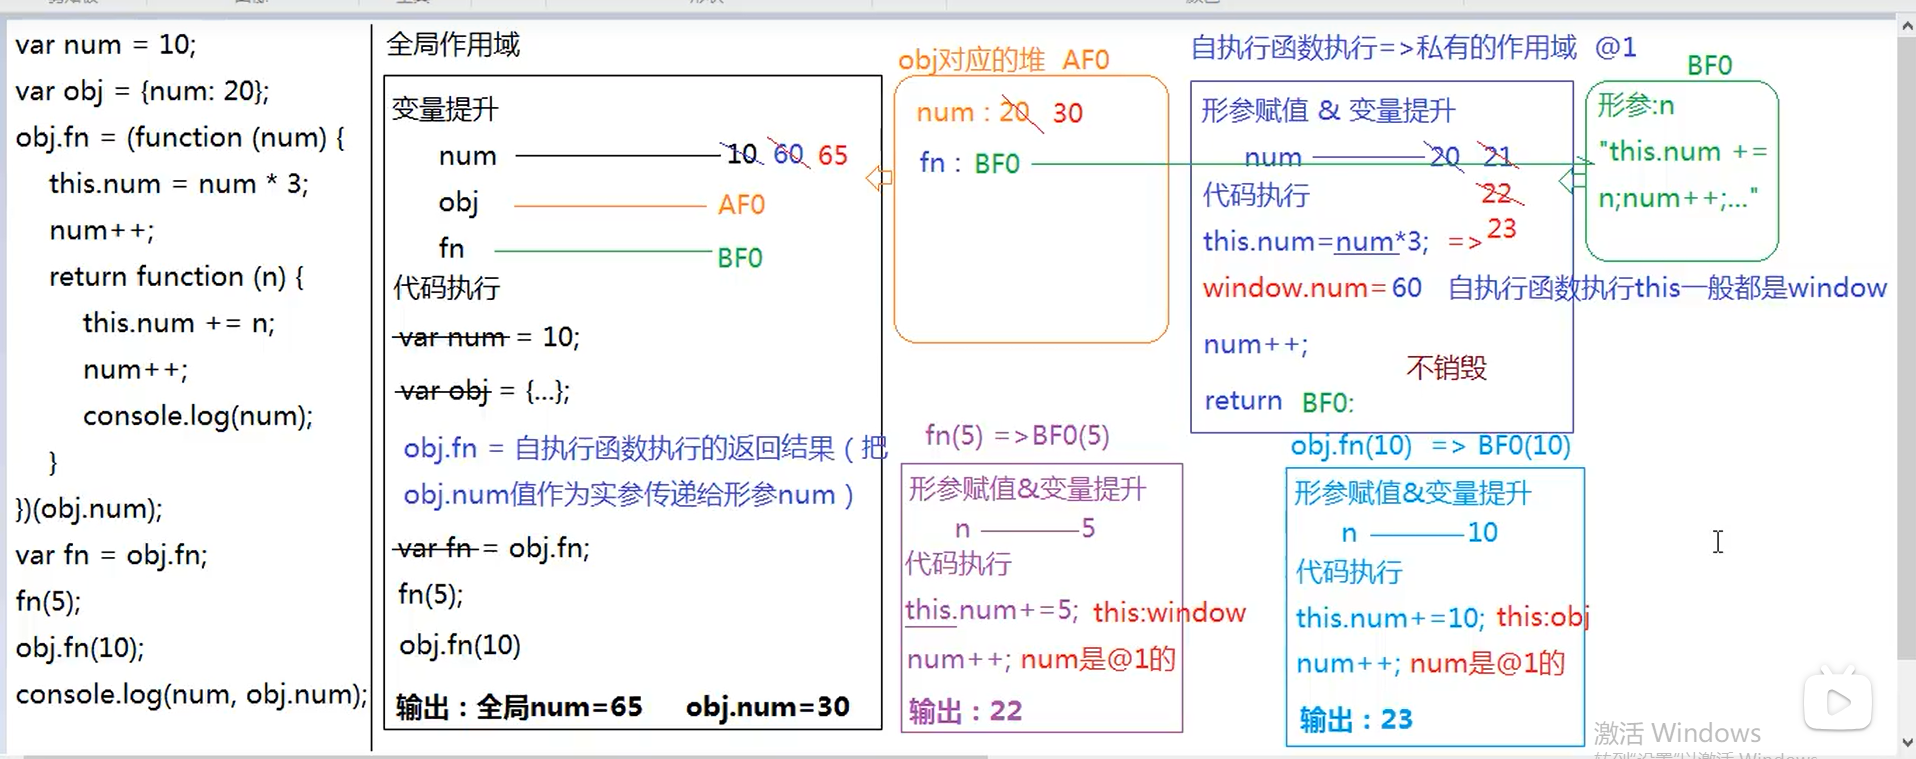 var num = 10;
var obj = {num: 20};
obj.fn = (function (num) {
this.num = num * 3;
num++;
return function (n) {
this.num += n;
num++;
console.log(num);
}
})(obj.num);
var fn = obj.fn;
fn(5);
obj.fn(10);
console.log(num, obj.num);
全局作用域
变量提升
num 10 60 65
obj AF0
fn BF0
代码执行
var num = 10;
var obj = {...};
obj.fn = 自执行函数执行的返回结果（把
obj.num值作为实参传递给形参num）
var fn = obj.fn;
fn(5);
obj.fn(10)
输出：全局num=65 obj.num=30
obj对应的堆 AF0
num : 20 30
fn : BF0
自执行函数执行=>私有的作用域 @1
形参赋值 & 变量提升
num 20 21
22
23
代码执行
this.num=num*3; =>
window.num=60 自执行函数执行this一般都是window
num++;
不销毁
return BF0:
BF0
形参:n
"this.num +=
n;num++;..."
fn(5) =>BF0(5)
形参赋值&变量提升
n 5
代码执行
this.num+=5; this:window
num++; num是@1的
输出：22
obj.fn(10) => BF0(10)
形参赋值&变量提升
n 10
代码执行
this.num+=10; this:obj
num++; num是@1的
输出：23
激活 Windows